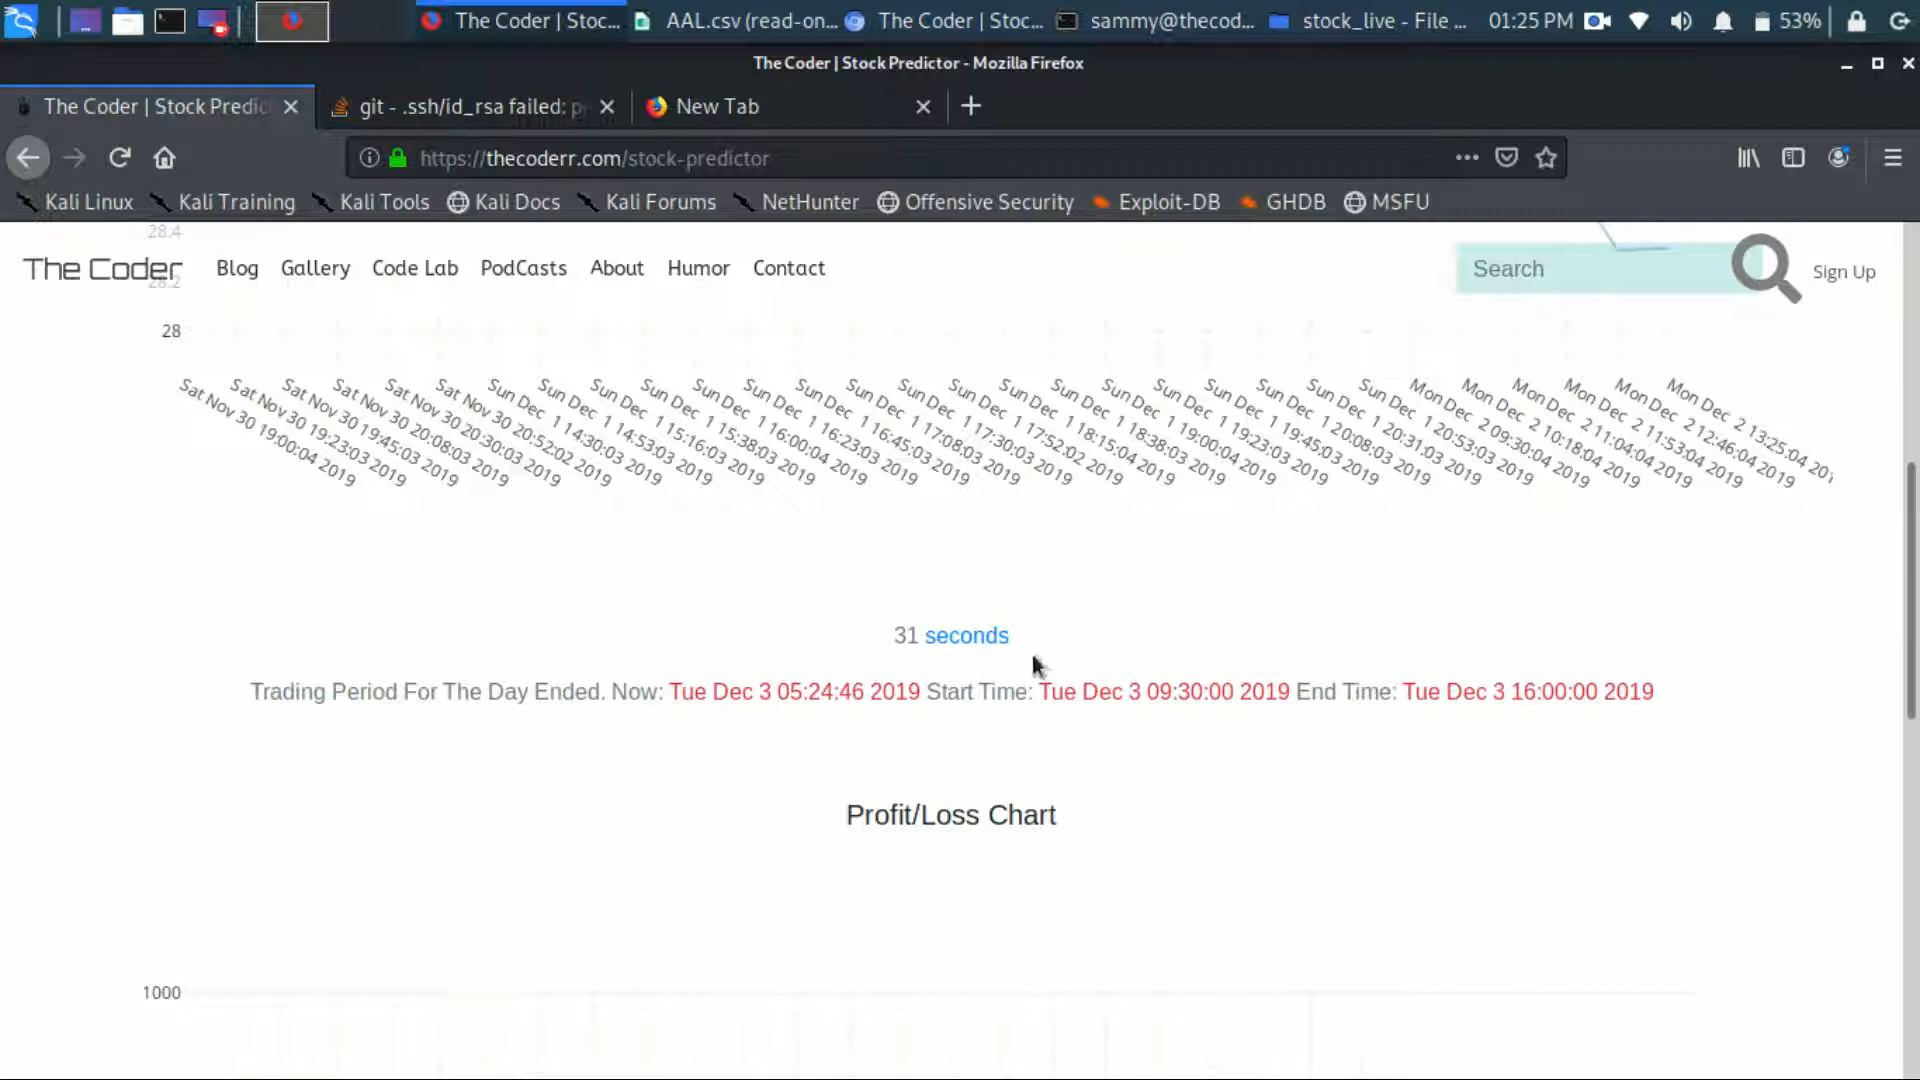 The Coder | Stoc...
AAL.csv (read-on...
The Coder | Stoc...
sammy@thecod...
stock_live - File ...
01:25 PM
53%
The Coder | Stock Predictor - Mozilla Firefox
The Coder | Stock Predic
git - .ssh/id_rsa failed: p
New Tab
https://thecoderr.com/stock-predictor
Kali Linux
Kali Training
Kali Tools
Kali Docs
Kali Forums
NetHunter
Offensive Security
Exploit-DB
GHDB
MSFU
28.4
The Coder
Blog
Gallery
Code Lab
PodCasts
About
Humor
Contact
Search
Sign Up
28.2
28
Sat Nov 30 19:00:04 2019
Sat Nov 30 19:23:03 2019
Sat Nov 30 19:45:03 2019
Sat Nov 30 20:08:03 2019
Sat Nov 30 20:30:03 2019
Sat Nov 30 20:52:02 2019
Sun Dec 1 14:30:03 2019
Sun Dec 1 14:53:03 2019
Sun Dec 1 15:16:03 2019
Sun Dec 1 15:38:03 2019
Sun Dec 1 16:00:04 2019
Sun Dec 1 16:23:03 2019
Sun Dec 1 16:45:03 2019
Sun Dec 1 17:08:03 2019
Sun Dec 1 17:30:03 2019
Sun Dec 1 17:52:02 2019
Sun Dec 1 18:15:04 2019
Sun Dec 1 18:38:03 2019
Sun Dec 1 19:00:04 2019
Sun Dec 1 19:23:03 2019
Sun Dec 1 19:45:03 2019
Sun Dec 1 20:08:03 2019
Sun Dec 1 20:31:03 2019
Sun Dec 1 20:53:03 2019
Mon Dec 2 09:30:04 2019
Mon Dec 2 10:18:04 2019
Mon Dec 2 11:04:04 2019
Mon Dec 2 11:53:04 2019
Mon Dec 2 12:46:04 2019
Mon Dec 2 13:25:04 201
31 seconds
Trading Period For The Day Ended. Now: Tue Dec 3 05:24:46 2019 Start Time: Tue Dec 3 09:30:00 2019 End Time: Tue Dec 3 16:00:00 2019
Profit/Loss Chart
1000